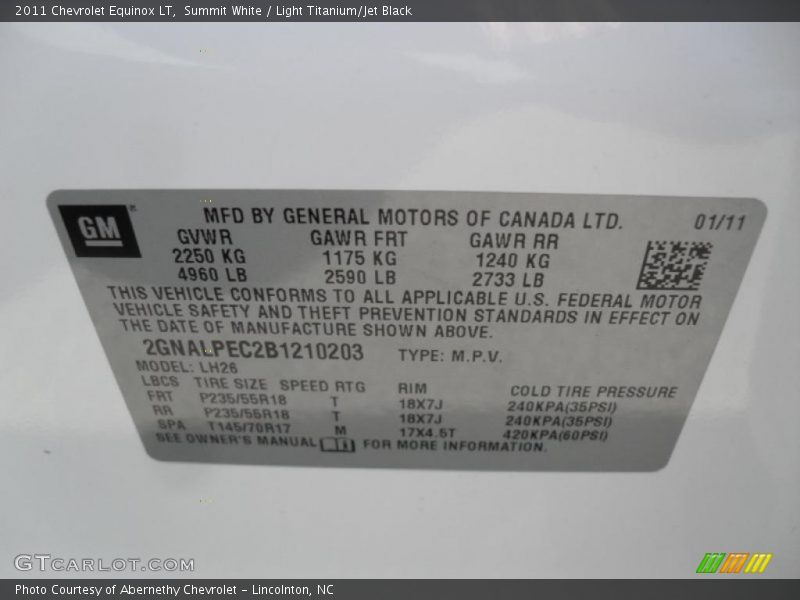 2011 Chevrolet Equinox LT, Summit White / Light Titanium/Jet Black
GM
MFD BY GENERAL MOTORS OF CANADA LTD. 01/11
GVWR GAWR FRT GAWR RR
2250 KG 1175 KG 1240 KG
4960 LB 2590 LB 2733 LB
THIS VEHICLE CONFORMS TO ALL APPLICABLE U.S. FEDERAL MOTOR
VEHICLE SAFETY AND THEFT PREVENTION STANDARDS IN EFFECT ON
THE DATE OF MANUFACTURE SHOWN ABOVE.
2GNALPEC2B1210203 TYPE: M.P.V.
MODEL: LH26
LBCS TIRE SIZE SPEED RTG RIM COLD TIRE PRESSURE
FRT P235/55R18 T 18X7J 240KPA(35PSI)
RR P235/55R18 T 18X7J 240KPA(35PSI)
SPA T145/70R17 M 17X4.5T 420KPA(60PSI)
SEE OWNER'S MANUAL FOR MORE INFORMATION.
GTCARLOT.COM
Photo Courtesy of Abernethy Chevrolet – Lincolnton, NC